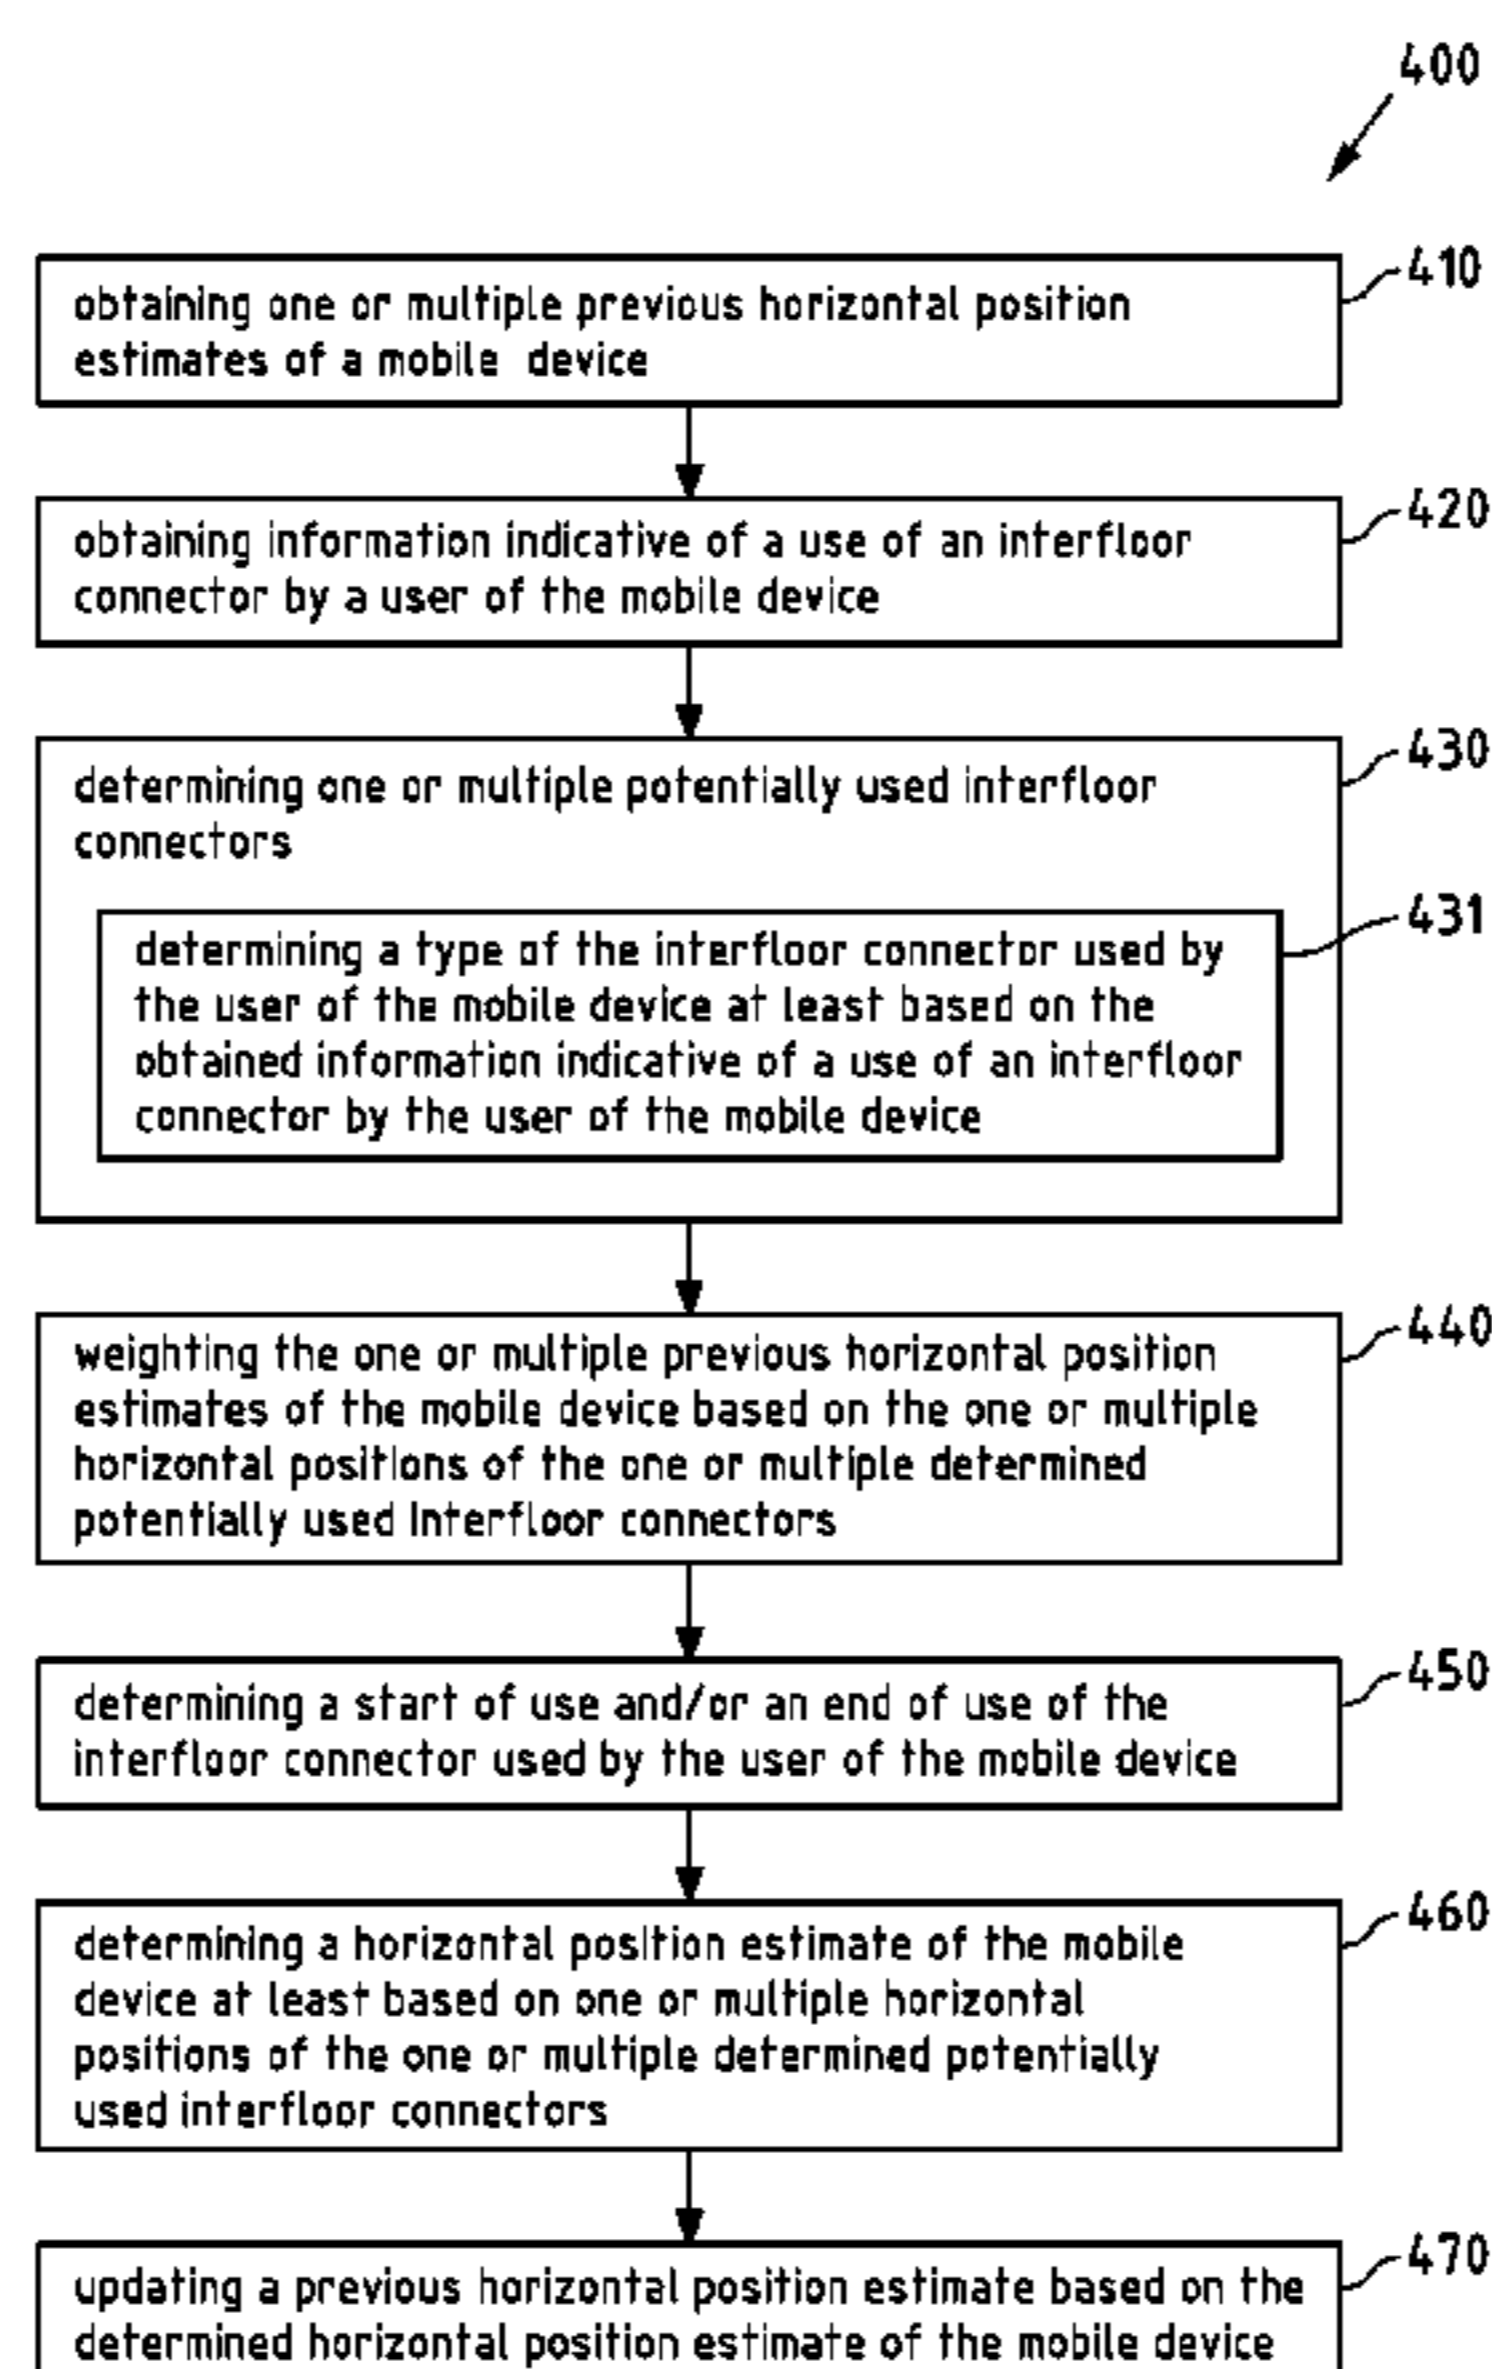 400
410
obtaining one or multiple previous horizontal position
estimates of a mobile device
420
obtaining information indicative of a use of an interfloor
connector by a user of the mobile device
430
determining one or multiple potentially used interfloor
connectors
431
determining a type of the interfloor connector used by
the user of the mobile device at least based on the
obtained information indicative of a use of an interfloor
connector by the user of the mobile device
440
weighting the one or multiple previous horizontal position
estimates of the mobile device based on the one or multiple
horizontal positions of the one or multiple determined
potentially used interfloor connectors
450
determining a start of use and/or an end of use of the
interfloor connector used by the user of the mobile device
460
determining a horizontal position estimate of the mobile
device at least based on one or multiple horizontal
positions of the one or multiple determined potentially
used interfloor connectors
470
updating a previous horizontal position estimate based on the
determined horizontal position estimate of the mobile device